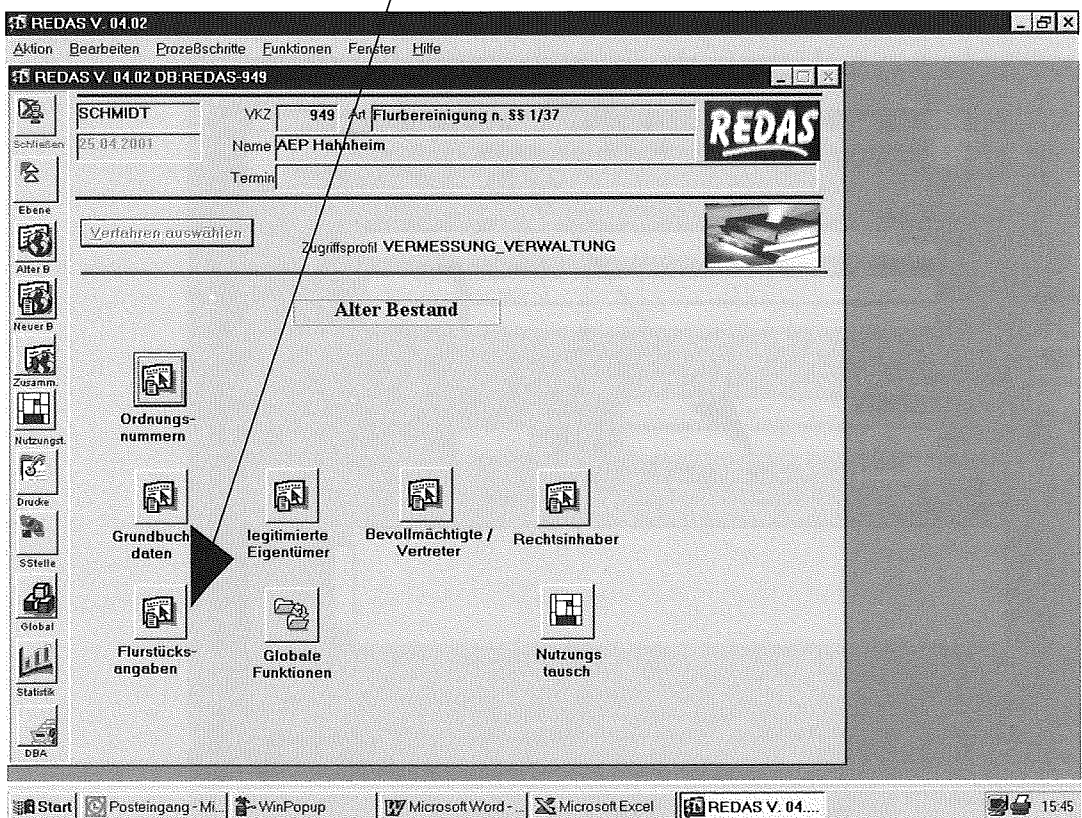 REDAS V. 04.02
Aktion Bearbeiten Prozeßschritte Funktionen Fenster Hilfe
REDAS V. 04.02 DB:REDAS-949
SCHMIDT VKZ 949 Art Flurbereinigung n. §§ 1/37
REDAS
25.04.2001 Name AEP Hahnheim
Termin
Verfahren auswählen
Zugriffsprofil VERMESSUNG_VERWALTUNG
Schließen
Ebene
Alter B
Neuer B
Zusamm.
Nutzungst.
Drucke
SStelle
Global
Statistik
DBA
Alter Bestand
Ordnungs-
nummern
Grundbuch
daten
legitimierte
Eigentümer
Bevollmächtigte /
Vertreter
Rechtsinhaber
Flurstücks-
angaben
Globale
Funktionen
Nutzungs
tausch
Start Posteingang - Mi... WinPopup Microsoft Word - ... Microsoft Excel REDAS V. 04.... 15:45